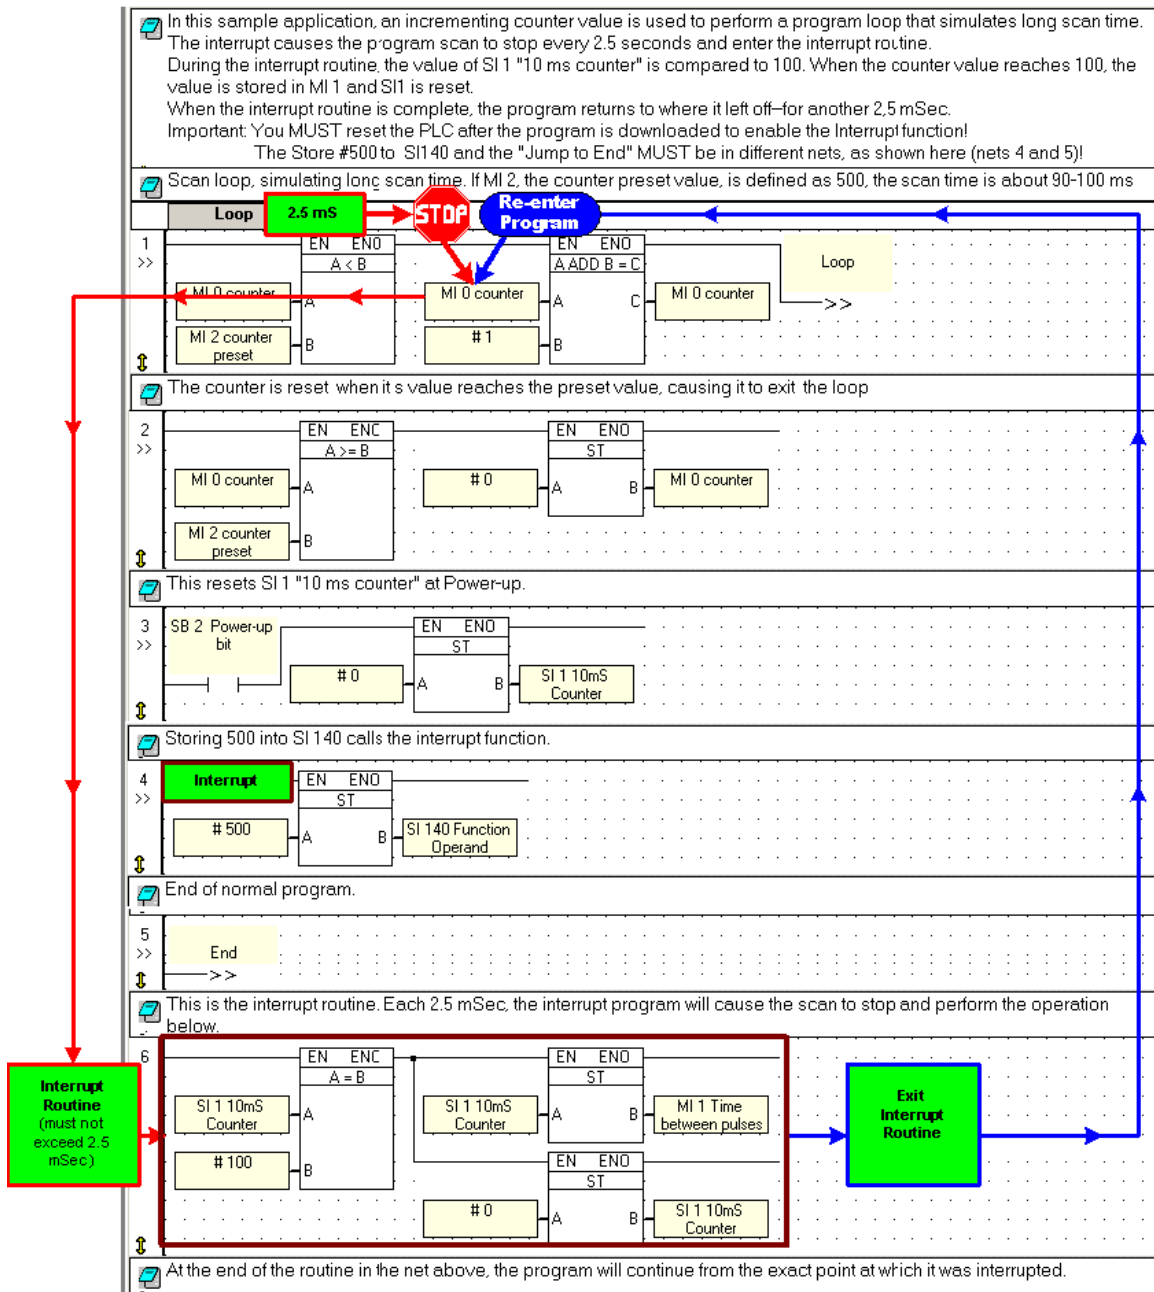 In this sample application, an incrementing counter value is used to perform a program loop that simulates long scan time.
The interrupt causes the program scan to stop every 2.5 seconds and enter the interrupt routine.
During the interrupt routine, the value of SI 1 "10 ms counter" is compared to 100. When the counter value reaches 100, the
value is stored in MI 1 and SI1 is reset.
When the interrupt routine is complete, the program returns to where it left off–for another 2,5 mSec.
Important: You MUST reset the PLC after the program is downloaded to enable the Interrupt function!
The Store #500 to SI140 and the "Jump to End" MUST be in different nets, as shown here (nets 4 and 5)!
Scan loop, simulating long scan time. If MI 2, the counter preset value, is defined as 500, the scan time is about 90-100 ms
Loop
2.5 mS
STOP
Re-enter
Program
1
>>
EN ENO
A < B
EN ENO
A ADD B = C
Loop
>>
MI 0 counter
A
MI 0 counter
A
C
MI 0 counter
MI 2 counter
preset
B
# 1
B
The counter is reset when it s value reaches the preset value, causing it to exit the loop
2
>>
EN ENC
A >= B
EN ENO
ST
MI 0 counter
A
# 0
A
B
MI 0 counter
MI 2 counter
preset
B
This resets SI 1 "10 ms counter" at Power-up.
3
>>
SB 2 Power-up
bit
EN ENO
ST
# 0
A
B
SI 1 10mS
Counter
Storing 500 into SI 140 calls the interrupt function.
4
>>
Interrupt
EN ENO
ST
# 500
A
B
SI 140 Function
Operand
End of normal program.
5
>>
End
>>
This is the interrupt routine. Each 2.5 mSec, the interrupt program will cause the scan to stop and perform the operation
below.
6
EN ENC
A = B
EN ENO
ST
Interrupt
Routine
(must not
exceed 2.5
mSec)
SI 1 10mS
Counter
A
SI 1 10mS
Counter
A
B
MI 1 Time
between pulses
Exit
Interrupt
Routine
# 100
B
EN ENO
ST
# 0
A
B
SI 1 10mS
Counter
At the end of the routine in the net above, the program will continue from the exact point at which it was interrupted.